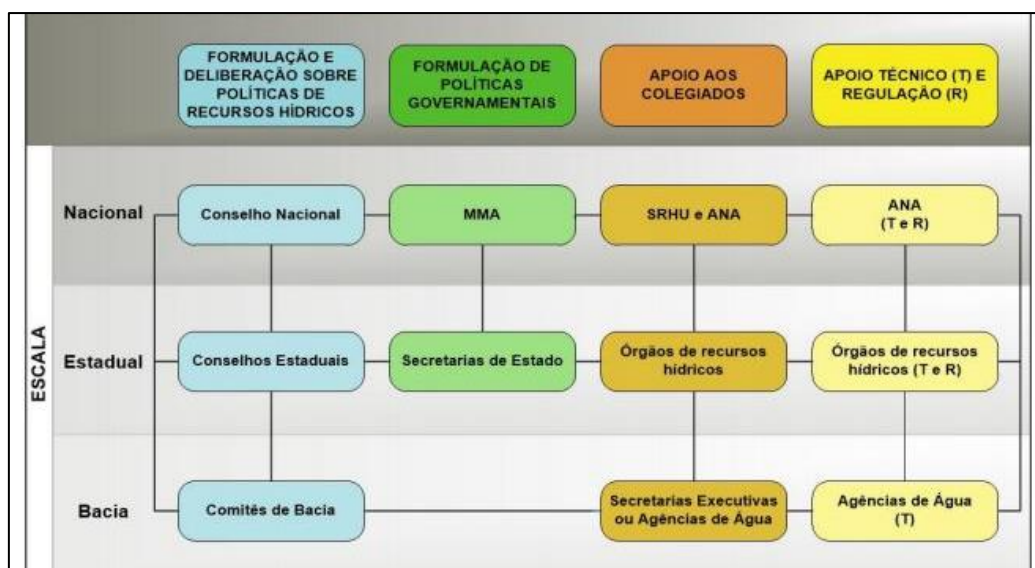 FORMULAÇÃO E
DELIBERAÇÃO SOBRE
POLÍTICAS DE
RECURSOS HÍDRICOS
FORMULAÇÃO DE
POLÍTICAS
GOVERNAMENTAIS
APOIO AOS
COLEGIADOS
APOIO TÉCNICO (T) E
REGULAÇÃO (R)
ESCALA
Nacional
Conselho Nacional
MMA
SRHU e ANA
ANA
(T e R)
Estadual
Conselhos Estaduais
Secretarias de Estado
Órgãos de recursos
hídricos
Órgãos de recursos
hídricos (T e R)
Bacia
Comitês de Bacia
Secretarias Executivas
ou Agências de Água
Agências de Água
(T)